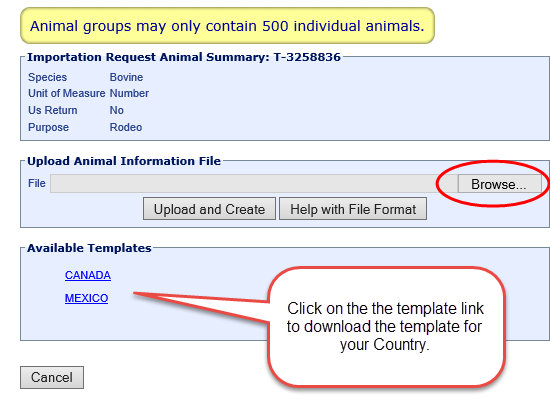 Animal groups may only contain 500 individual animals.
Importation Request Animal Summary: T-3258836
Species Bovine
Unit of Measure Number
Us Return No
Purpose Rodeo
Upload Animal Information File
File Browse...
Upload and Create Help with File Format
Available Templates
CANADA
MEXICO
Click on the the template link
to download the template for
your Country.
Cancel